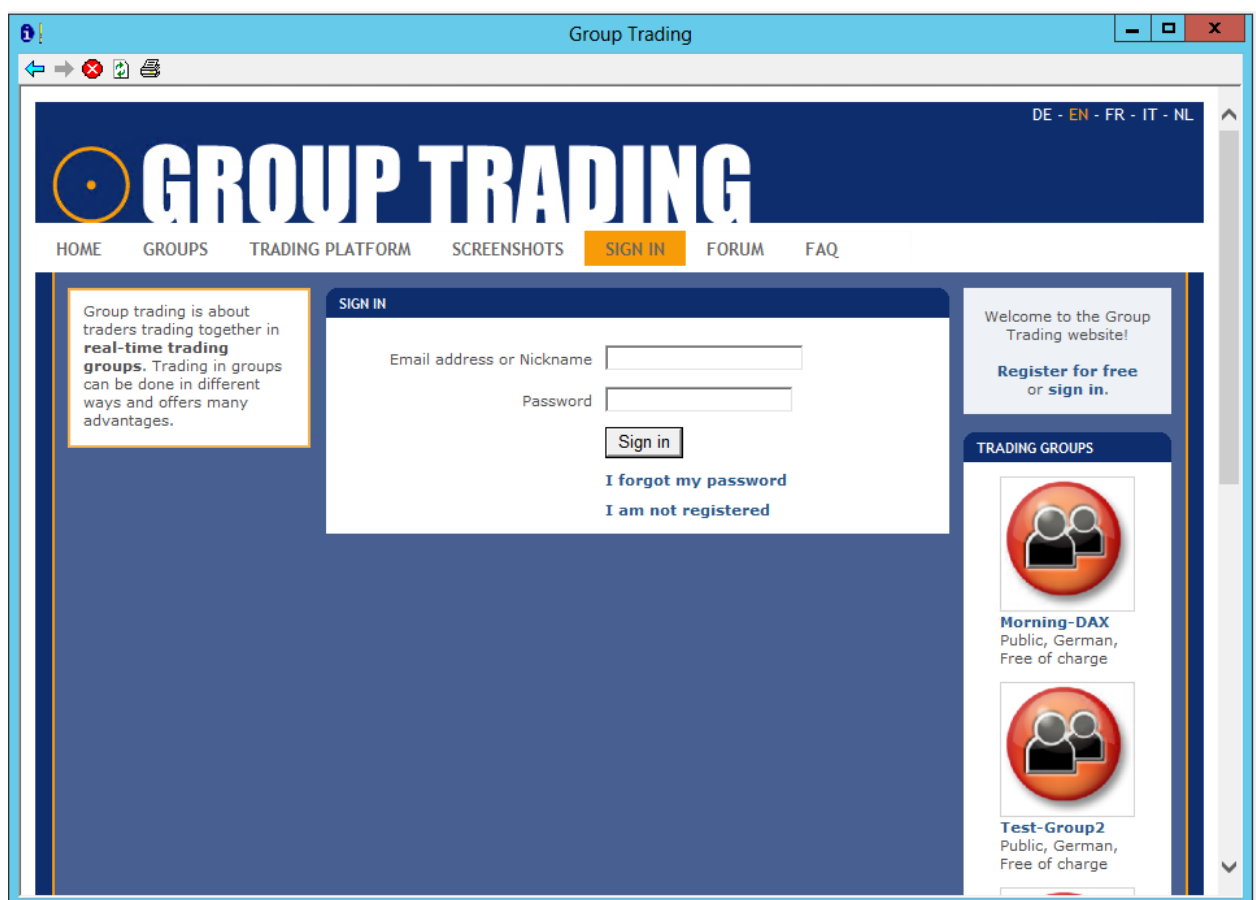 Group Trading
DE - EN - FR - IT - NL
GROUP TRADING
HOME GROUPS TRADING PLATFORM SCREENSHOTS SIGN IN FORUM FAQ
Group trading is about
traders trading together in
real-time trading
groups. Trading in groups
can be done in different
ways and offers many
advantages.
SIGN IN
Email address or Nickname
Password
Sign in
I forgot my password
I am not registered
Welcome to the Group
Trading website!
Register for free
or sign in.
TRADING GROUPS
Morning-DAX
Public, German,
Free of charge
Test-Group2
Public, German,
Free of charge